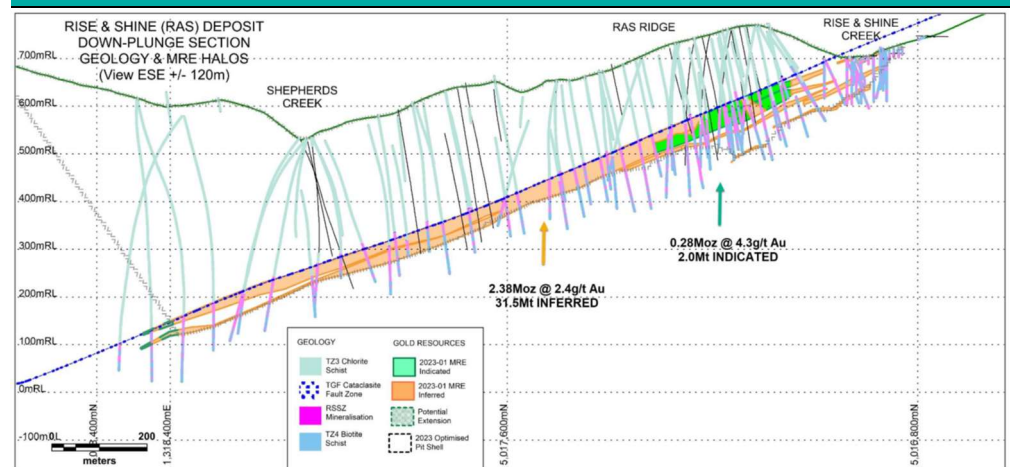 RISE & SHINE (RAS) DEPOSIT
DOWN-PLUNGE SECTION
GEOLOGY & MRE HALOS
(View ESE +/- 120m)
RAS RIDGE
RISE & SHINE
CREEK
SHEPHERDS
CREEK
700mRL
600mRL
500mRL
400mRL
300mRL
200mRL
100mRL
0mRL
-100mRL
0.28Moz @ 4.3g/t Au
2.0Mt INDICATED
2.38Moz @ 2.4g/t Au
31.5Mt INFERRED
GEOLOGY
TZ3 Chlorite
Schist
TGF Cataclasite
Fault Zone
RSSZ
Mineralisation
TZ4 Biotite
Schist
GOLD RESOURCES
2023-01 MRE
Indicated
2023-01 MRE
Inferred
Potential
Extension
2023 Optimised
Pit Shell
0
200
meters
1,318,400E
5,017,600mN
5,016,800mN